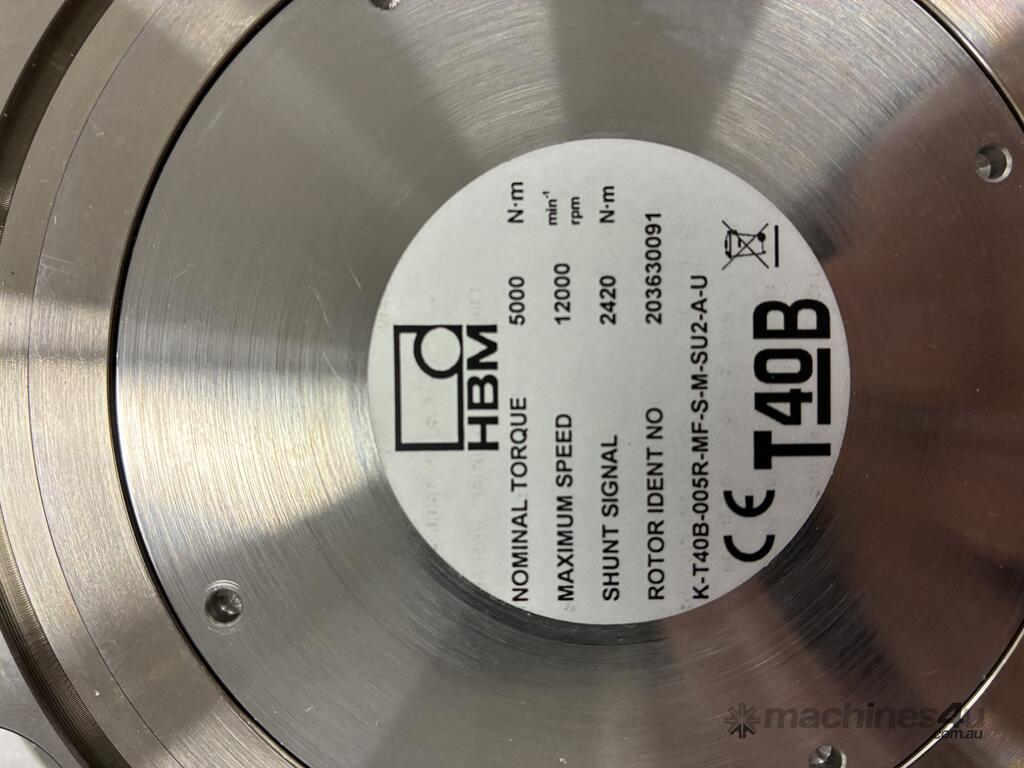 HBM
NOMINAL TORQUE 5000 N·m
MAXIMUM SPEED 12000 min⁻¹ rpm
SHUNT SIGNAL 2420 N·m
ROTOR IDENT NO 203630091
K-T40B-005R-MF-S-M-SU2-A-U
CE T40B
machines4u
.com.au